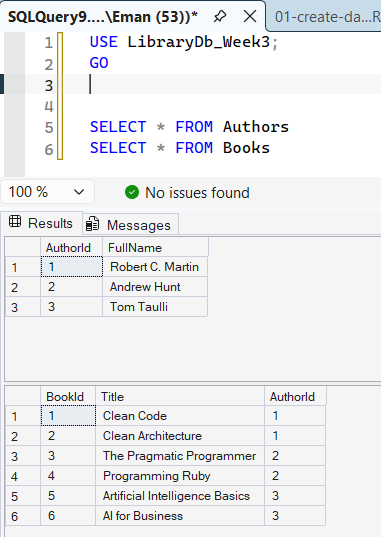 SQLQuery9....\Eman (53))*
01-create-da...R
1 USE LibraryDb_Week3;
2 GO
3
4
5 SELECT * FROM Authors
6 SELECT * FROM Books
100 % No issues found
Results Messages
AuthorId FullName
1 1 Robert C. Martin
2 2 Andrew Hunt
3 3 Tom Taulli
BookId Title AuthorId
1 1 Clean Code 1
2 2 Clean Architecture 1
3 3 The Pragmatic Programmer 2
4 4 Programming Ruby 2
5 5 Artificial Intelligence Basics 3
6 6 AI for Business 3